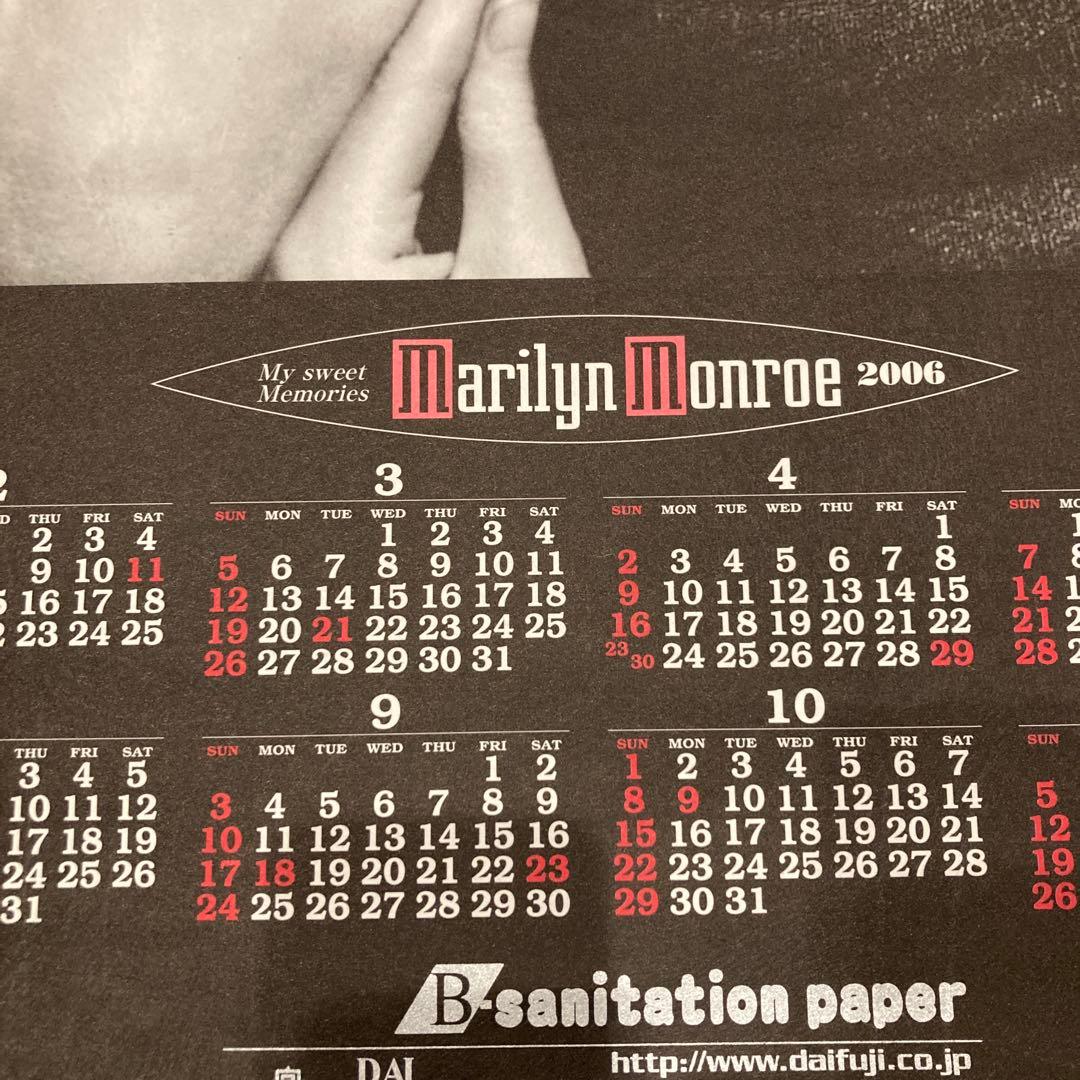 My sweet
Memories
Marilyn Monroe 2006
3
SUN MON TUE WED THU FRI SAT
1 2 3 4
5 6 7 8 9 10 11
12 13 14 15 16 17 18
19 20 21 22 23 24 25
26 27 28 29 30 31
4
SUN MON TUE WED THU FRI SAT
1
2 3 4 5 6 7 8
9 10 11 12 13 14 15
16 17 18 19 20 21 22
23 30 24 25 26 27 28 29
THU FRI SAT
2 3 4
9 10 11
16 17 18
23 24 25
SUN
7
14
21
28
THU FRI SAT
3 4 5
10 11 12
17 18 19
24 25 26
31
9
SUN MON TUE WED THU FRI SAT
1 2
3 4 5 6 7 8 9
10 11 12 13 14 15 16
17 18 19 20 21 22 23
24 25 26 27 28 29 30
10
SUN MON TUE WED THU FRI SAT
1 2 3 4 5 6 7
8 9 10 11 12 13 14
15 16 17 18 19 20 21
22 23 24 25 26 27 28
29 30 31
SUN
5
12
19
26
B-sanitation paper
http://www.daifuji.co.jp
DAI